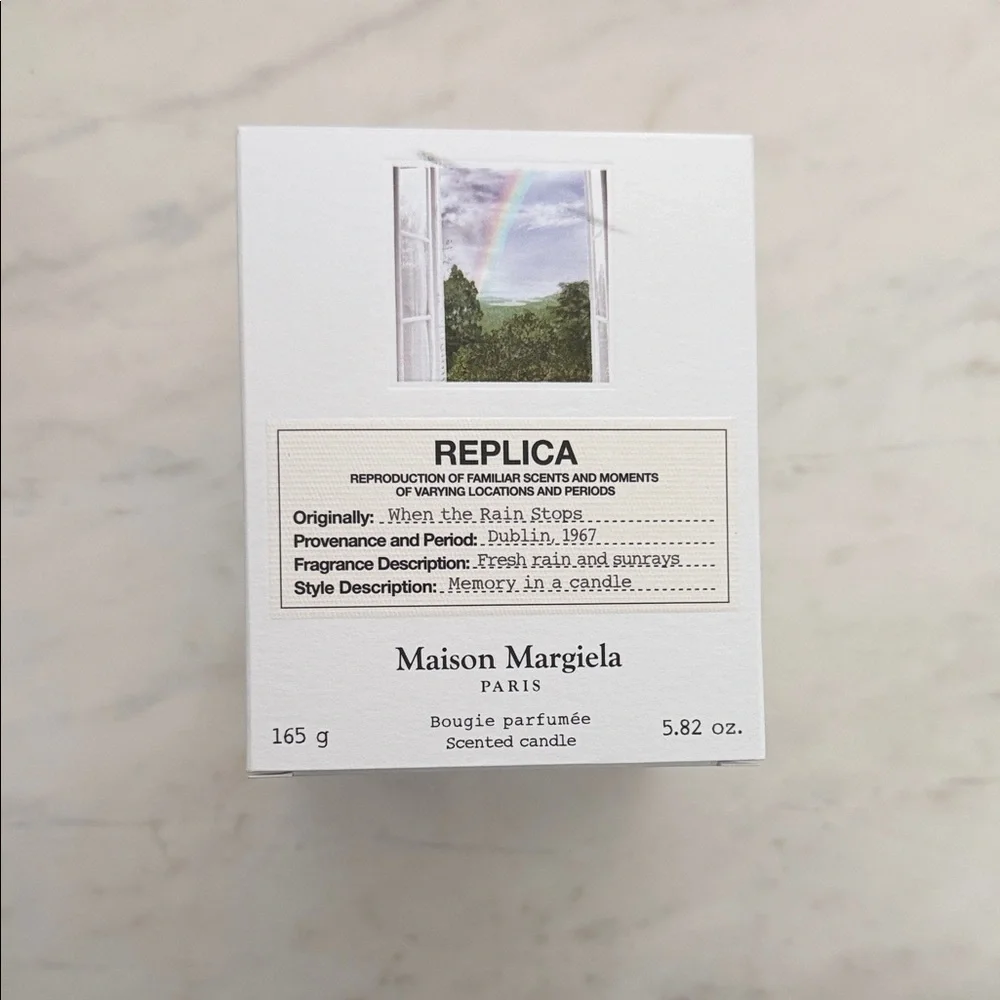 REPLICA
REPRODUCTION OF FAMILIAR SCENTS AND MOMENTS
OF VARYING LOCATIONS AND PERIODS
Originally: When the Rain Stops
Provenance and Period: Dublin, 1967
Fragrance Description: Fresh rain and sunrays
Style Description: Memory in a candle
Maison Margiela
PARIS
Bougie parfumée
Scented candle
165 g
5.82 oz.